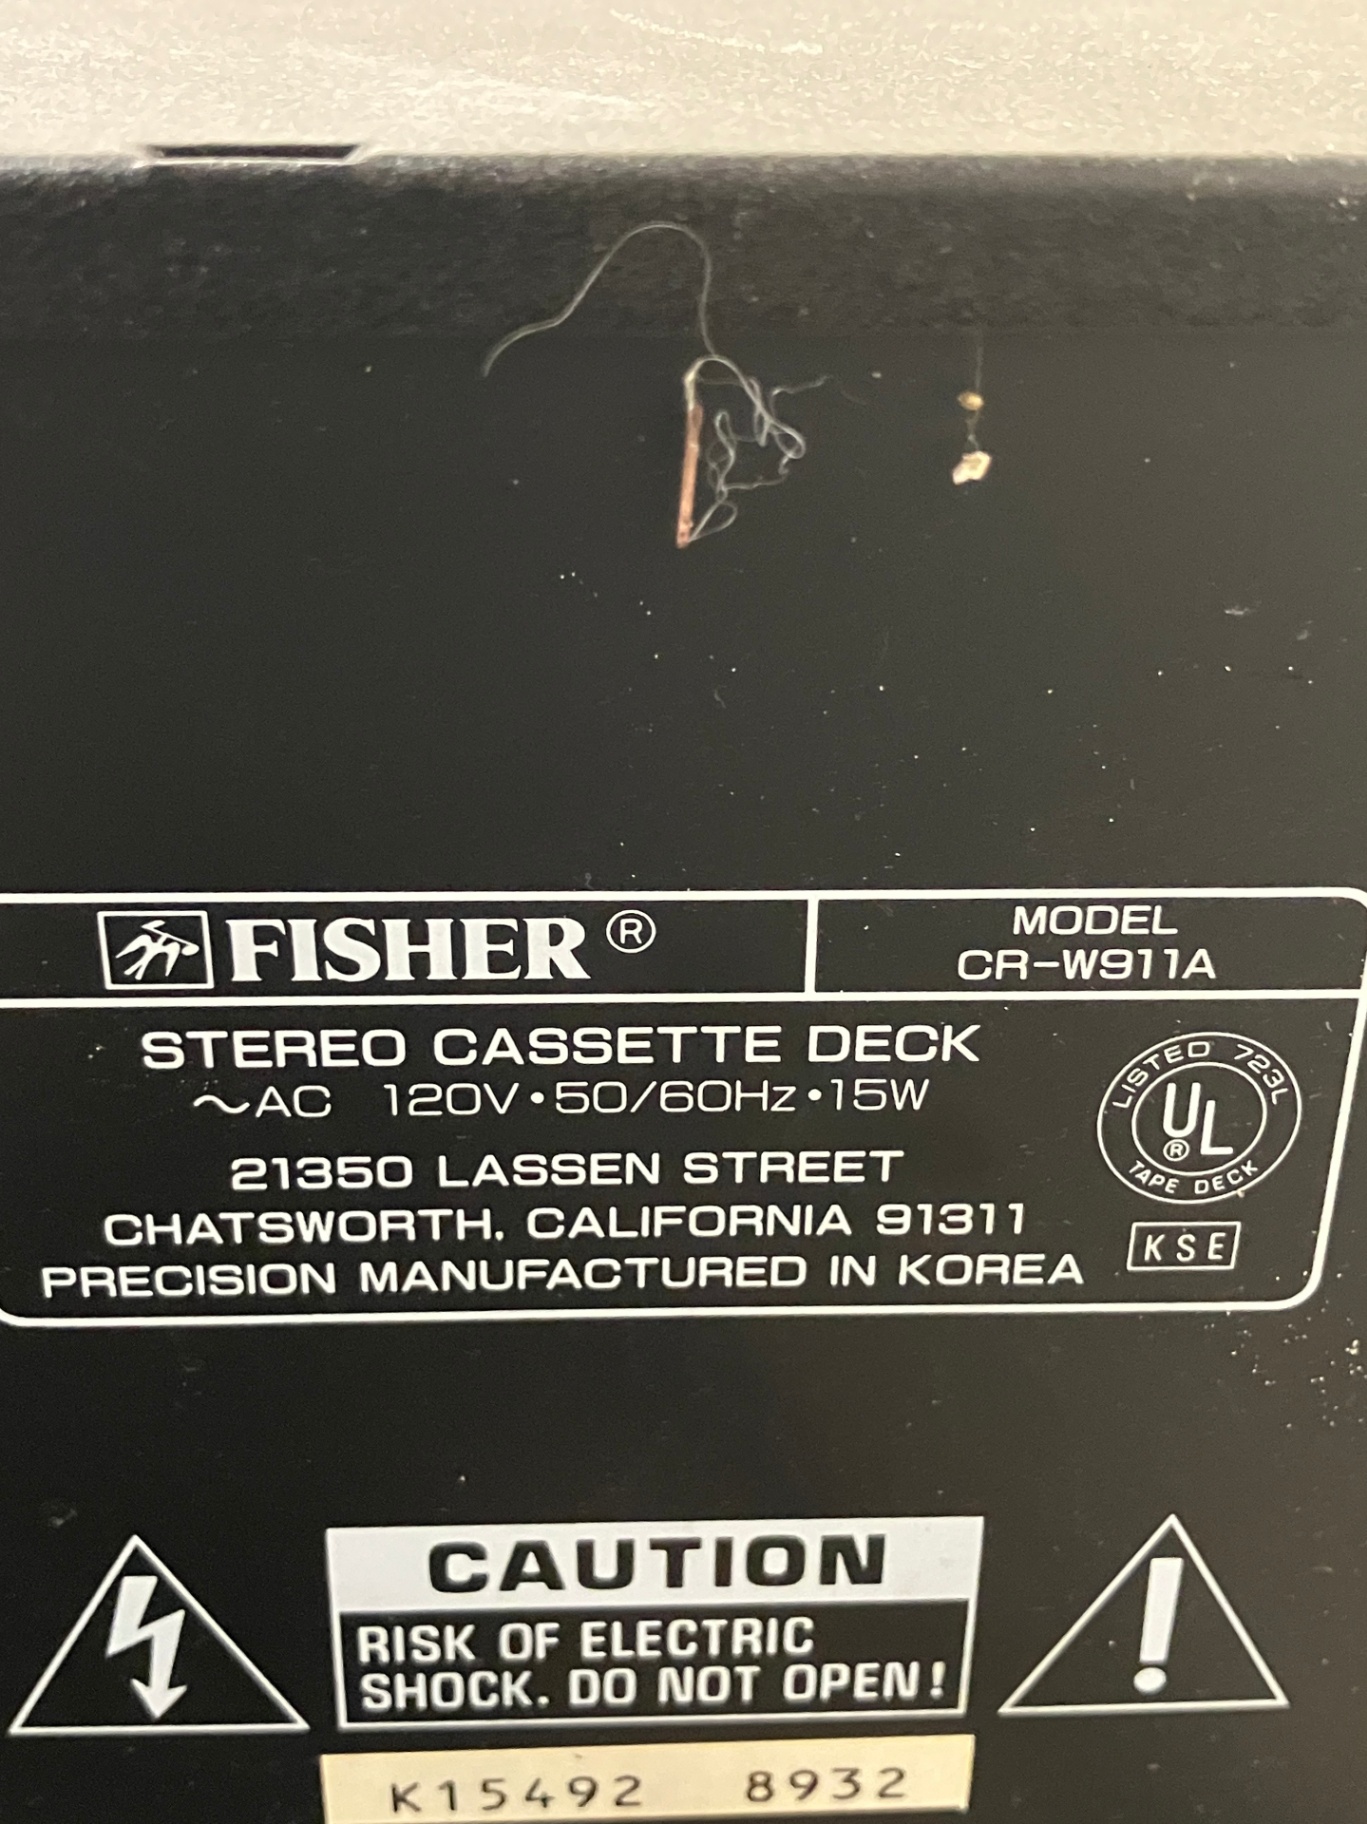 FISHER ®
MODEL
CR-W911A
STEREO CASSETTE DECK
~AC 120V•50/60Hz•15W
21350 LASSEN STREET
CHATSWORTH, CALIFORNIA 91311
PRECISION MANUFACTURED IN KOREA
LISTED 723L
UL
®
TAPE DECK
KSE
CAUTION
RISK OF ELECTRIC
SHOCK. DO NOT OPEN!
K15492 8932